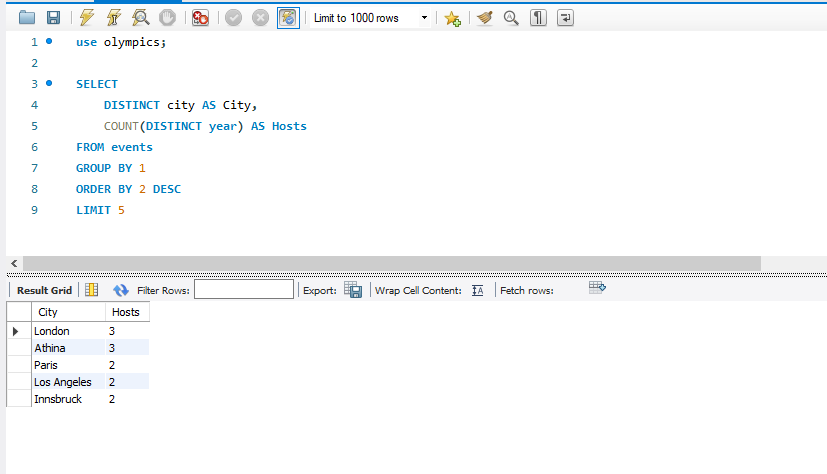 Limit to 1000 rows
1 use olympics;
2
3 SELECT
4 DISTINCT city AS City,
5 COUNT(DISTINCT year) AS Hosts
6 FROM events
7 GROUP BY 1
8 ORDER BY 2 DESC
9 LIMIT 5
Result Grid Filter Rows: Export: Wrap Cell Content: IA Fetch rows:
City Hosts
London 3
Athina 3
Paris 2
Los Angeles 2
Innsbruck 2